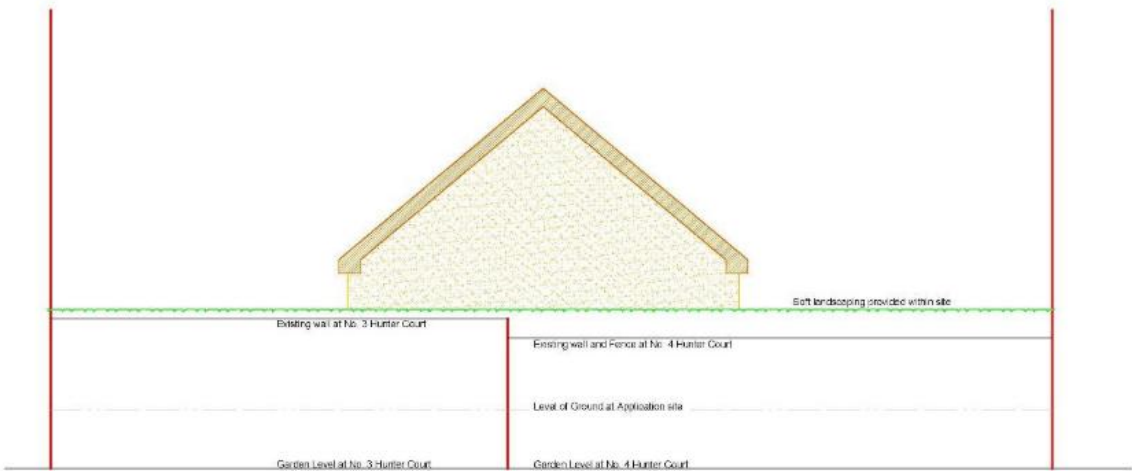 Soft landscaping provided within site
Existing wall at No. 3 Hunter Court
Existing wall and Fence at No. 4 Hunter Court
Level of Ground at Application site
Garden Level at No. 3 Hunter Court
Garden Level at No. 4 Hunter Court